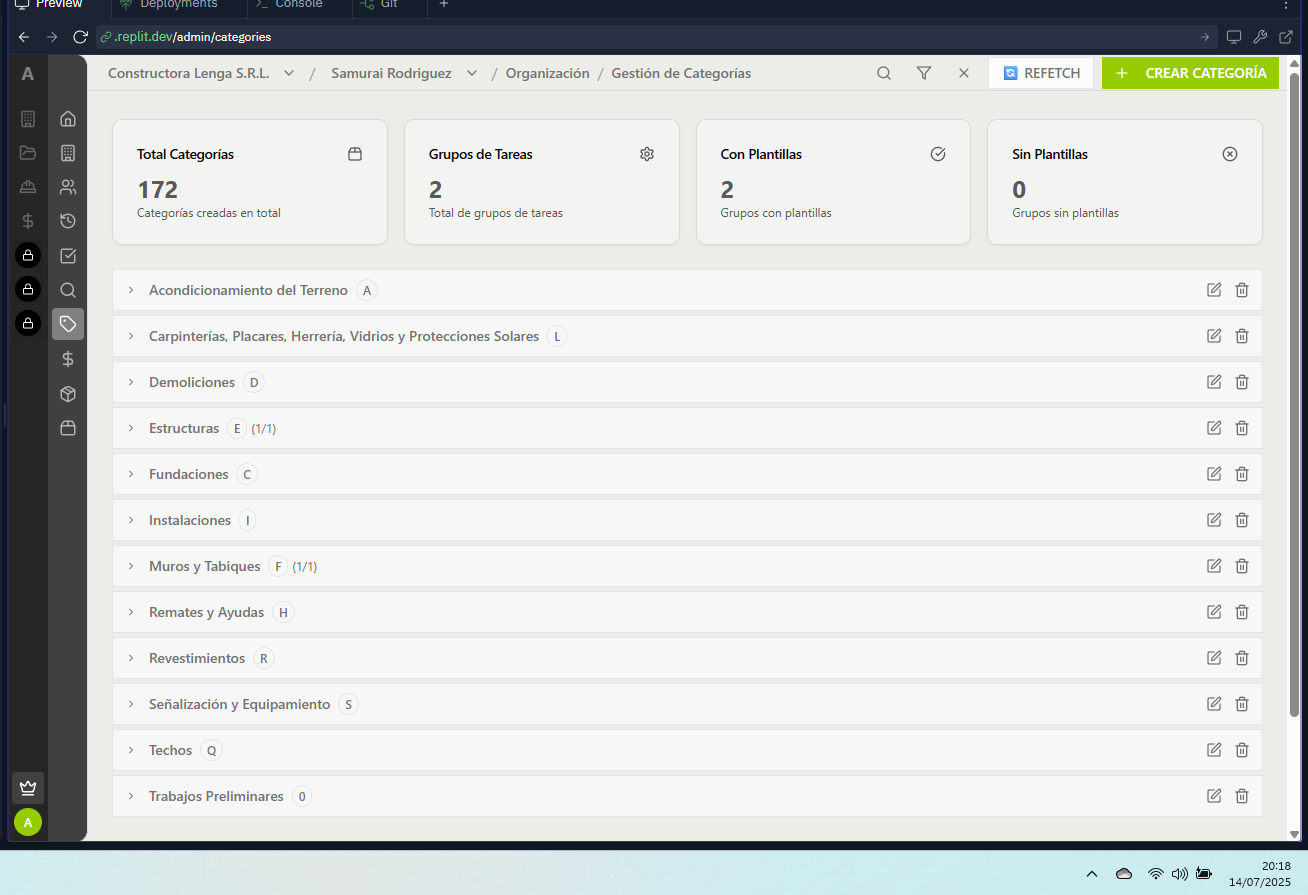 Preview Deployments Console Git
.replit.dev/admin/categories
A
Constructora Lenga S.R.L. / Samurai Rodriguez / Organización / Gestión de Categorías REFETCH + CREAR CATEGORÍA
Total Categorías
172
Categorías creadas en total
Grupos de Tareas
2
Total de grupos de tareas
Con Plantillas
2
Grupos con plantillas
Sin Plantillas
0
Grupos sin plantillas
Acondicionamiento del Terreno A
Carpinterías, Placares, Herrería, Vidrios y Protecciones Solares L
Demoliciones D
Estructuras E (1/1)
Fundaciones C
Instalaciones I
Muros y Tabiques F (1/1)
Remates y Ayudas H
Revestimientos R
Señalización y Equipamiento S
Techos Q
Trabajos Preliminares 0
A
20:18
14/07/2025